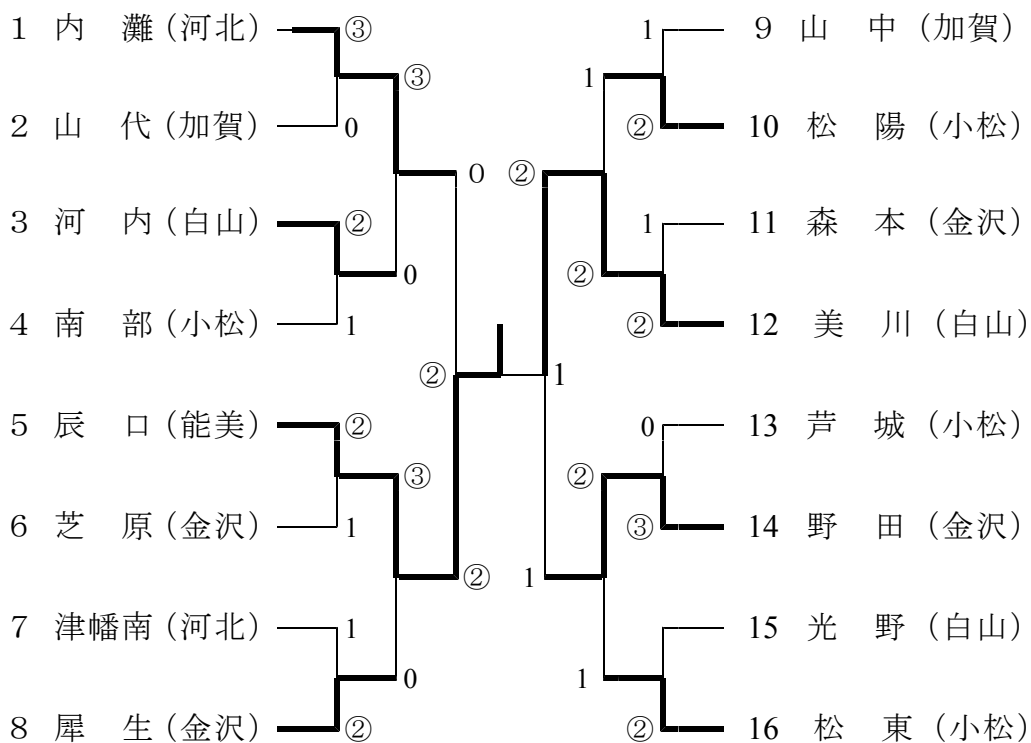 1 内 灘 (河北) ③ 1 9 山 中 (加賀)
③ 1
2 山 代 (加賀) 0 ② 10 松 陽 (小松)
0 ②
3 河 内 (白山) ② 1 11 森 本 (金沢)
0 ②
4 南 部 (小松) 1 ② 12 美 川 (白山)
② 1
5 辰 口 (能美) ② 0 13 芦 城 (小松)
③ ②
6 芝 原 (金沢) 1 ③ 14 野 田 (金沢)
② 1
7 津幡南 (河北) 1 15 光 野 (白山)
0 1
8 犀 生 (金沢) ② ② 16 松 東 (小松)